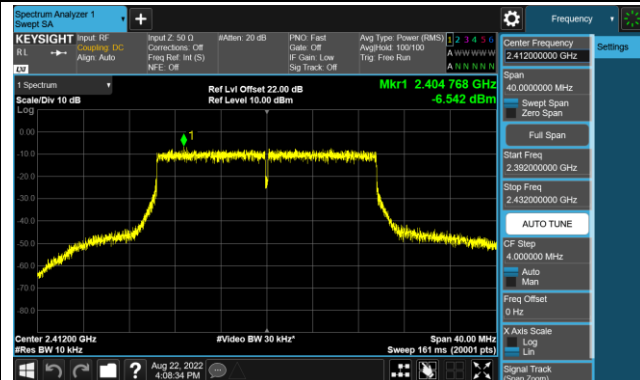 Spectrum Analyzer 1
Swept SA
Frequency
KEYSIGHT
RL
LXI
Input: RF
Coupling: DC
Align: Auto
Input Z: 50 Ω
Corrections: Off
Freq Ref: Int (S)
NFE: Off
#Atten: 20 dB
PNO: Fast
Gate: Off
IF Gain: Low
Sig Track: Off
Avg Type: Power (RMS)
Avg|Hold: 100/100
Trig: Free Run
1 2 3 4 5 6
A W W W W W
A N N N N N
Center Frequency
2.412000000 GHz
Settings
Span
40.0000000 MHz
Swept Span
Zero Span
Full Span
Start Freq
2.392000000 GHz
Stop Freq
2.432000000 GHz
AUTO TUNE
CF Step
4.000000 MHz
Auto
Man
Freq Offset
0 Hz
X Axis Scale
Log
Lin
Signal Track
(Span Zoom)
1 Spectrum
Scale/Div 10 dB
Ref Lvl Offset 22.00 dB
Ref Level 10.00 dBm
Mkr1 2.404 768 GHz
-6.542 dBm
Log
0.00
-10.0
-20.0
-30.0
-40.0
-50.0
-60.0
-70.0
-80.0
1
Center 2.41200 GHz
#Res BW 10 kHz
#Video BW 30 kHz*
Span 40.00 MHz
Sweep 161 ms (20001 pts)
?
Aug 22, 2022
4:08:34 PM